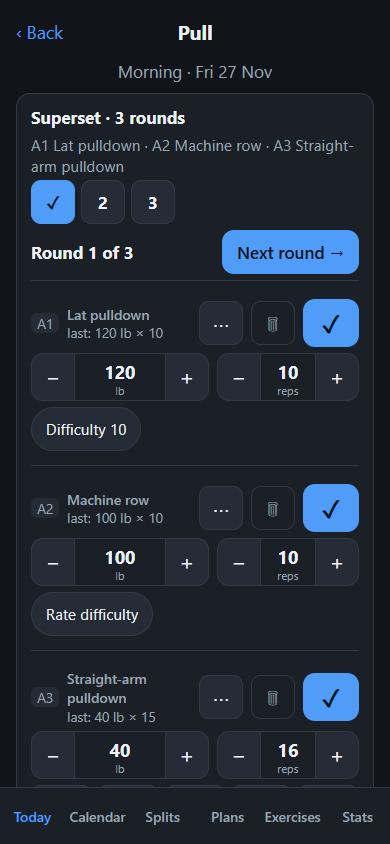 ‹ Back
Pull
Morning · Fri 27 Nov
Superset · 3 rounds
A1 Lat pulldown · A2 Machine row · A3 Straight-
arm pulldown
✓ 2 3
Round 1 of 3
Next round →
A1
Lat pulldown
last: 120 lb × 10
... ✓
− 120 lb +
− 10 reps +
Difficulty 10
A2
Machine row
last: 100 lb × 10
... ✓
− 100 lb +
− 10 reps +
Rate difficulty
A3
Straight-arm
pulldown
last: 40 lb × 15
... ✓
− 40 lb +
− 16 reps +
Today Calendar Splits Plans Exercises Stats